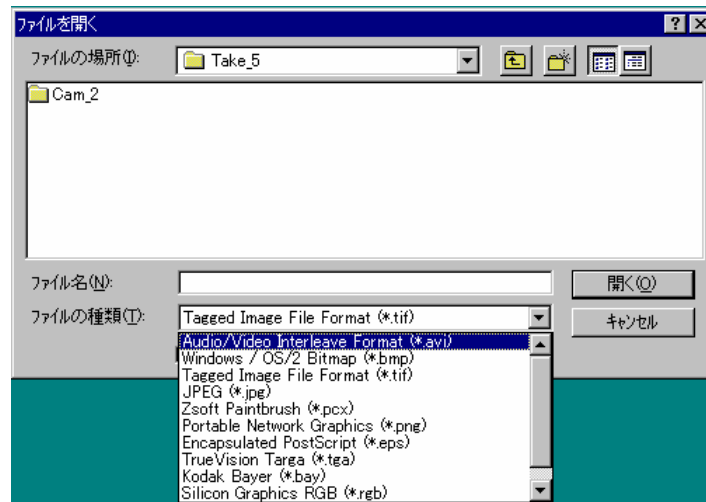 ファイルを開く
ファイルの場所(I):
Take_5
Cam_2
ファイル名(N):
開く(O)
ファイルの種類(T):
Tagged Image File Format (*.tif)
キャンセル
Audio/Video Interleave Format (*.avi)
Windows / OS/2 Bitmap (*.bmp)
Tagged Image File Format (*.tif)
JPEG (*.jpg)
Zsoft Paintbrush (*.pcx)
Portable Network Graphics (*.png)
Encapsulated PostScript (*.eps)
TrueVision Targa (*.tga)
Kodak Bayer (*.bay)
Silicon Graphics RGB (*.rgb)